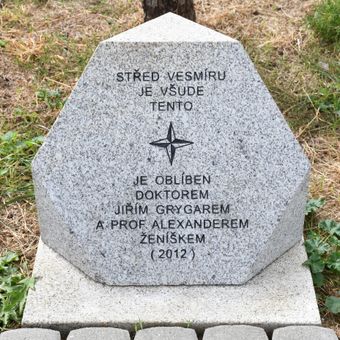 STŘED VESMÍRU
JE VŠUDE
TENTO
JE OBLÍBEN
DOKTOREM
JIŘÍM GRYGAREM
A PROF. ALEXANDEREM
ŽENÍŠKEM
(2012)